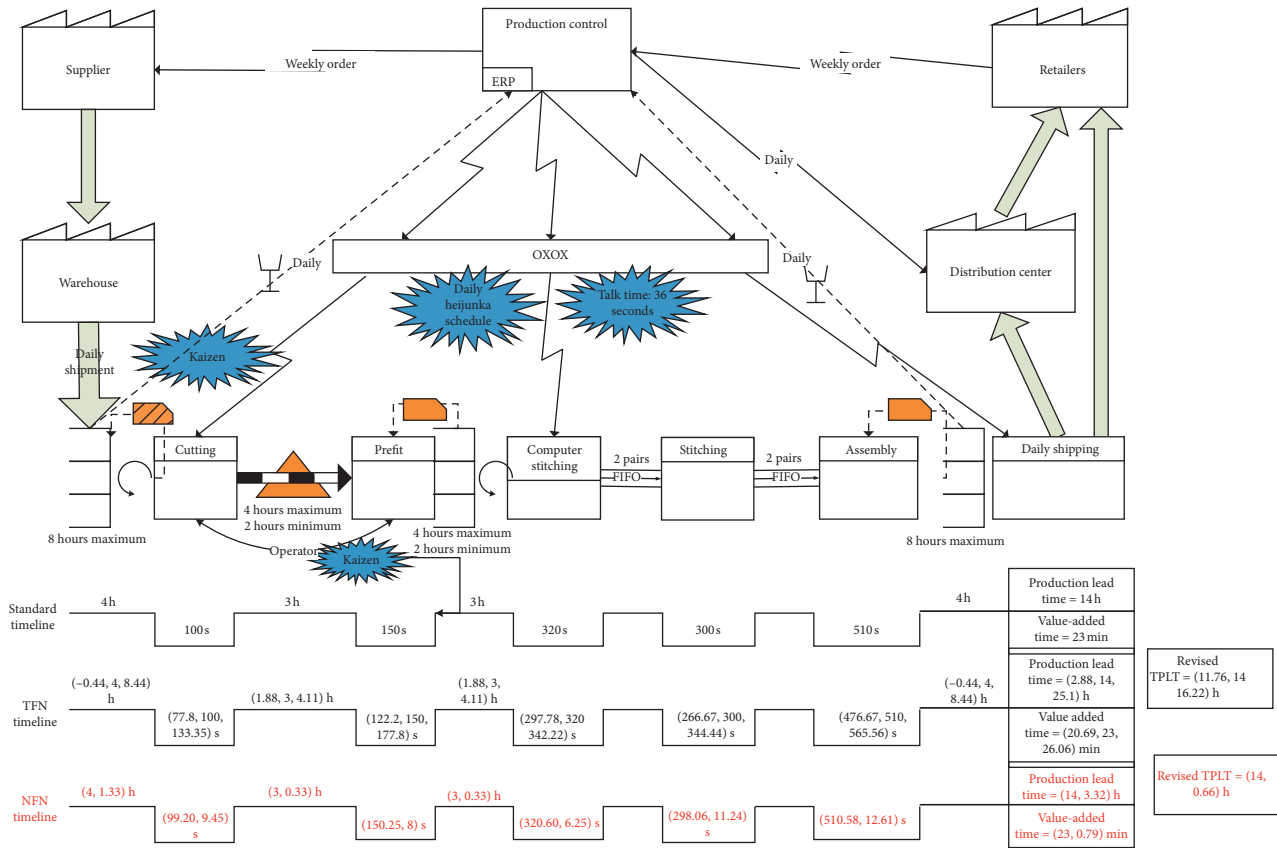 Production control
ERP
Supplier
Weekly order
Weekly order
Retailers
Daily
Warehouse
Daily
OXOX
Daily
Distribution center
Daily
heijunka
schedule
Talk time: 36
seconds
Daily
shipment
Kaizen
Cutting
Prefit
Computer
stitching
2 pairs
FIFO
Stitching
2 pairs
FIFO
Assembly
Daily shipping
8 hours maximum
4 hours maximum
2 hours minimum
Operator
Kaizen
4 hours maximum
2 hours minimum
8 hours maximum
Standard
timeline
4 h
100 s
3 h
150 s
3 h
320 s
300 s
510 s
4 h
Production lead
time = 14 h
Value-added
time = 23 min
TFN
timeline
(–0.44, 4, 8.44)
h
(77.8, 100,
133.35) s
(1.88, 3, 4.11) h
(122.2, 150,
177.8) s
(1.88, 3,
4.11) h
(297.78, 320
342.22) s
(266.67, 300,
344.44) s
(476.67, 510,
565.56) s
(–0.44, 4,
8.44) h
Production lead
time = (2.88, 14,
25.1) h
Value added
time = (20.69, 23,
26.06) min
Revised
TPLT = (11.76, 14
16.22) h
NFN
timeline
(4, 1.33) h
(99.20, 9.45)
s
(3, 0.33) h
(150.25, 8) s
(3, 0.33) h
(320.60, 6.25) s
(298.06, 11.24)
s
(510.58, 12.61) s
Production lead
time = (14, 3.32) h
Value-added
time = (23, 0.79) min
Revised TPLT = (14,
0.66) h